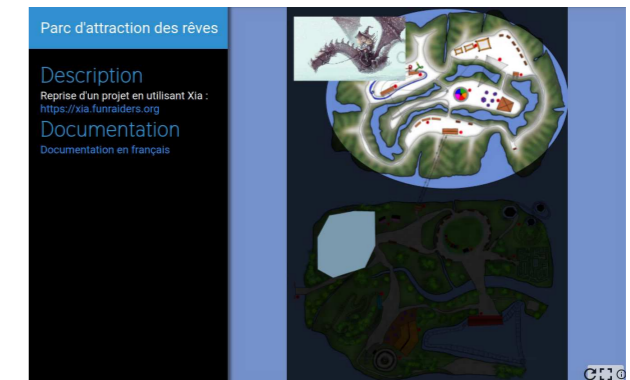 Parc d'attraction des rêves
Description
Reprise d'un projet en utilisant Xia :
https://xia.funraiders.org
Documentation
Documentation en français